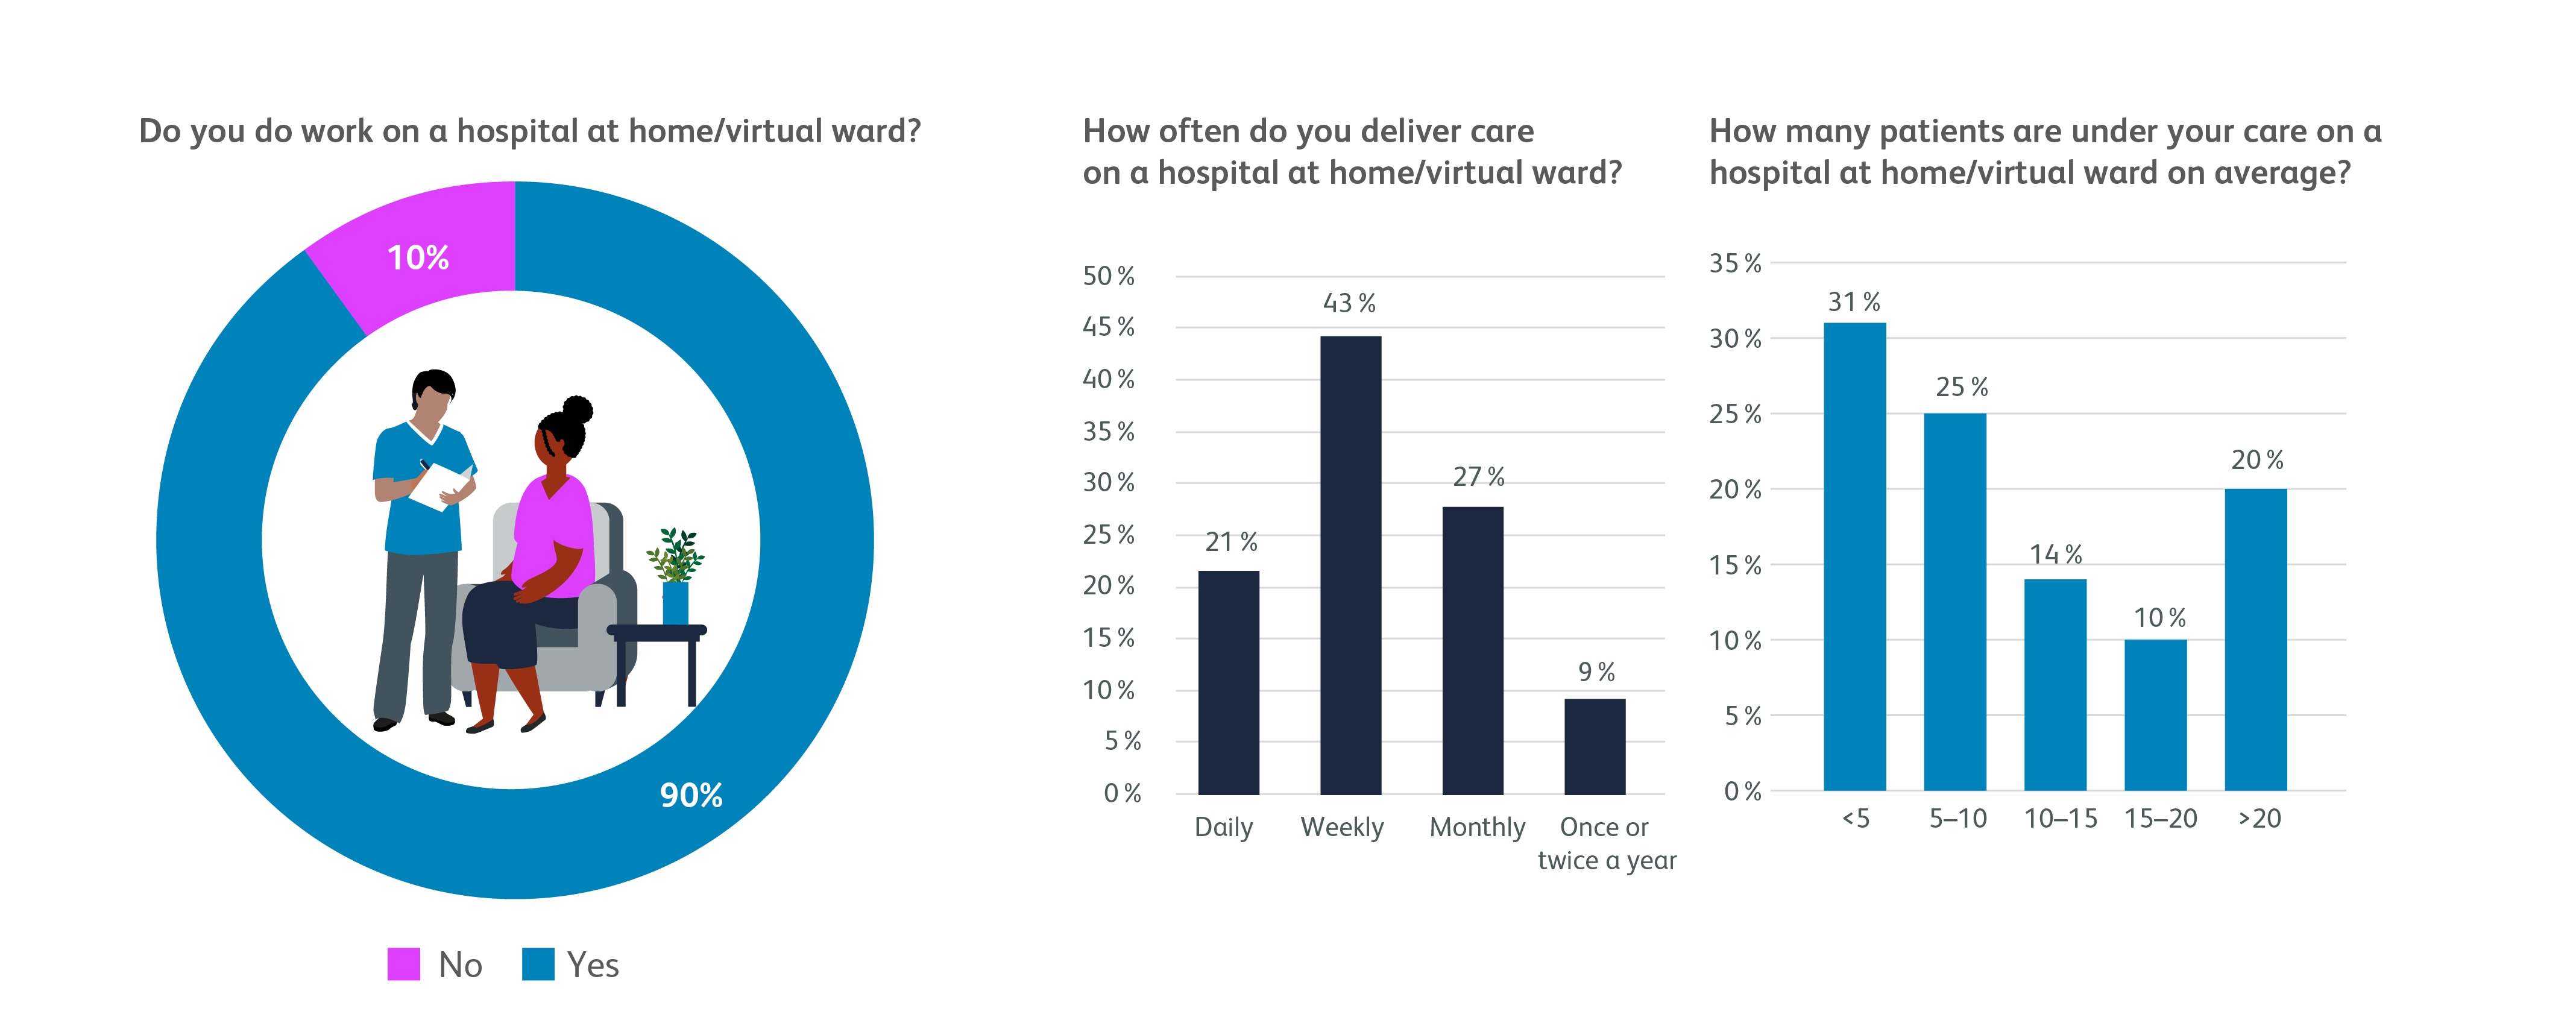 Do you do work on a hospital at home/virtual ward?
10%
90%
No
Yes
How often do you deliver care
on a hospital at home/virtual ward?
50 %
45 %
40 %
35 %
30 %
25 %
20 %
15 %
10 %
5 %
0 %
21 %
43 %
27 %
9 %
Daily
Weekly
Monthly
Once or
twice a year
How many patients are under your care on a
hospital at home/virtual ward on average?
35 %
30 %
25 %
20 %
15 %
10 %
5 %
0 %
31 %
25 %
14 %
10 %
20 %
<5
5–10
10–15
15–20
>20